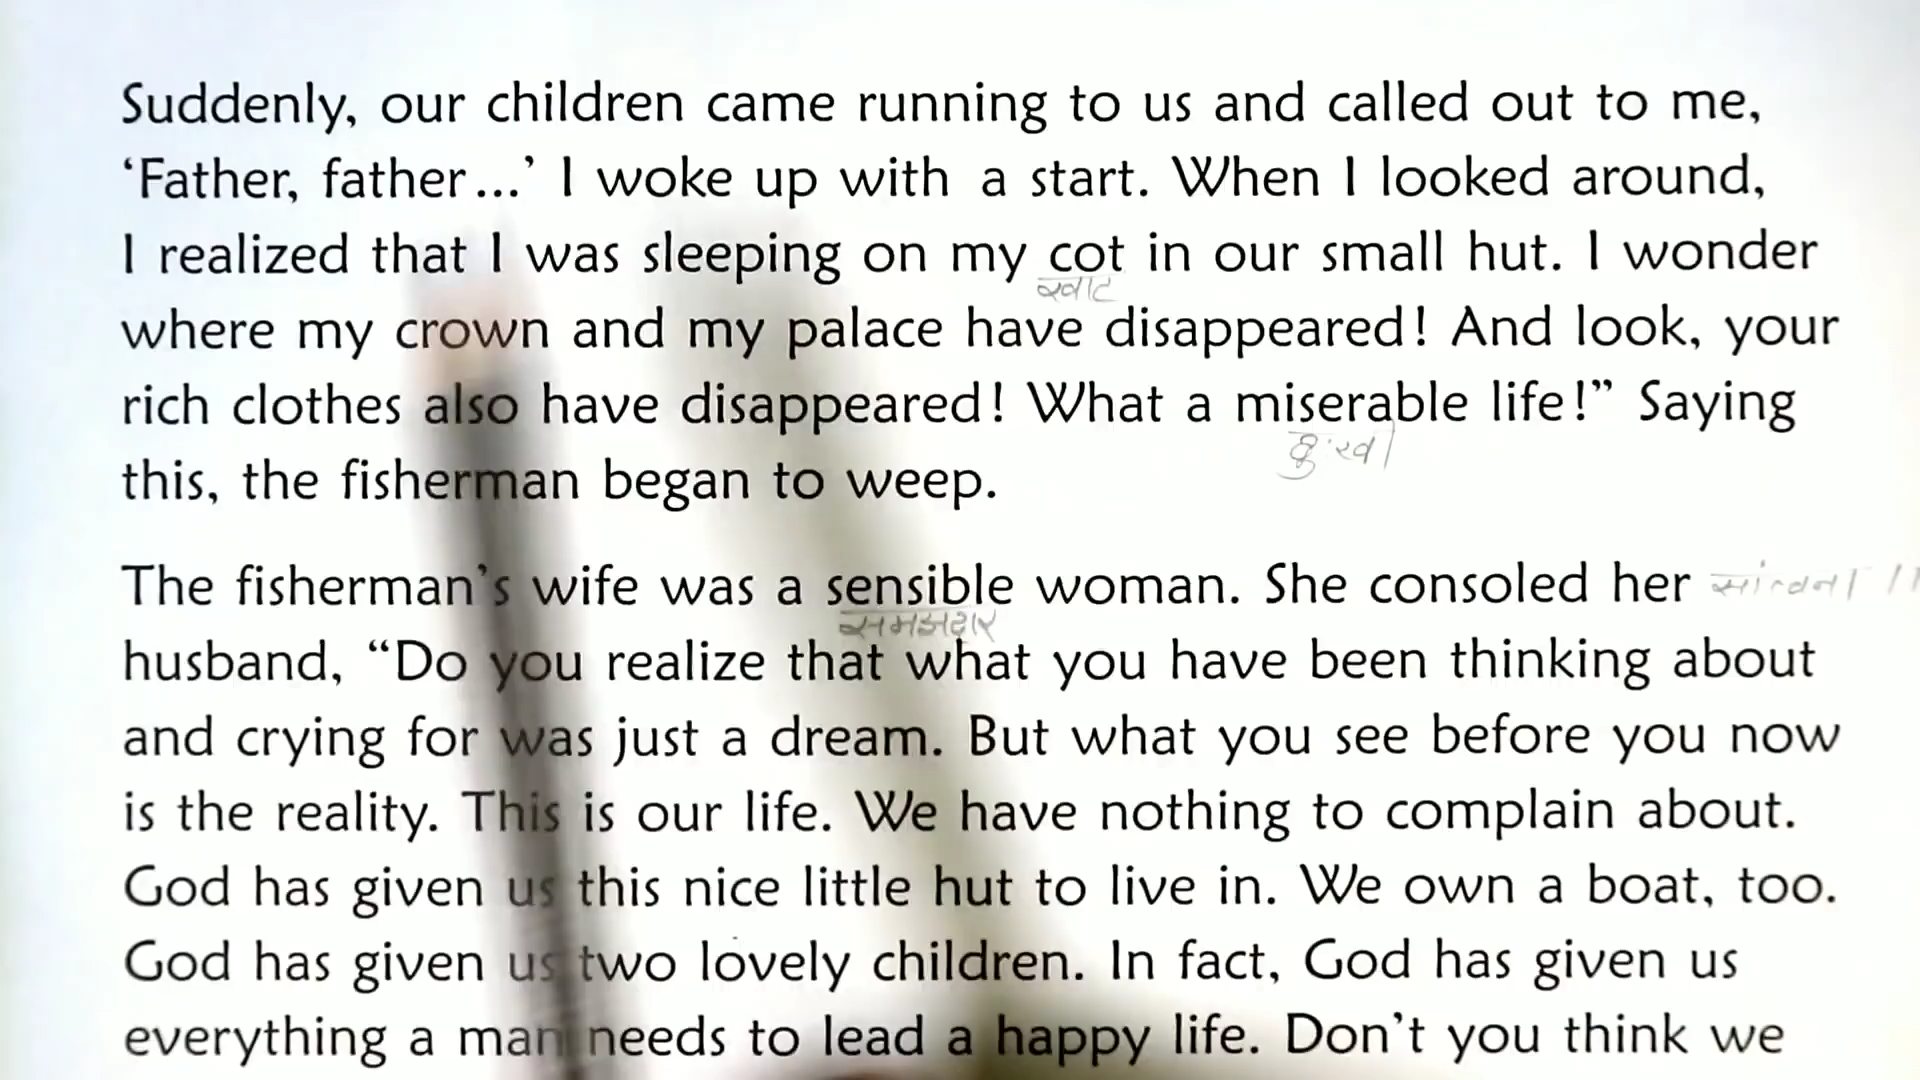 Suddenly, our children came running to us and called out to me,
‘Father, father...’ I woke up with a start. When I looked around,
I realized that I was sleeping on my cot in our small hut. I wonder
खाट
where my crown and my palace have disappeared! And look, your
rich clothes also have disappeared! What a miserable life!” Saying
दुःखी
this, the fisherman began to weep.
The fisherman’s wife was a sensible woman. She consoled her सांत्वना
समझदार
husband, “Do you realize that what you have been thinking about
and crying for was just a dream. But what you see before you now
is the reality. This is our life. We have nothing to complain about.
God has given us this nice little hut to live in. We own a boat, too.
God has given us two lovely children. In fact, God has given us
everything a man needs to lead a happy life. Don’t you think we